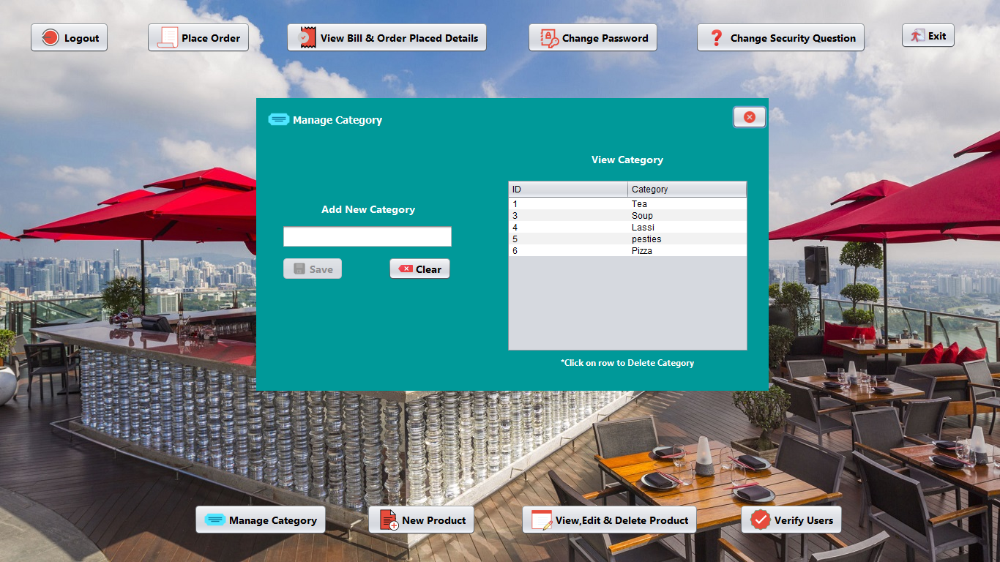 Logout
Place Order
View Bill & Order Placed Details
Change Password
Change Security Question
Exit
Manage Category
View Category
ID Category
1 Tea
3 Soup
4 Lassi
5 pesties
6 Pizza
Add New Category
Save
Clear
*Click on row to Delete Category
Manage Category
New Product
View,Edit & Delete Product
Verify Users